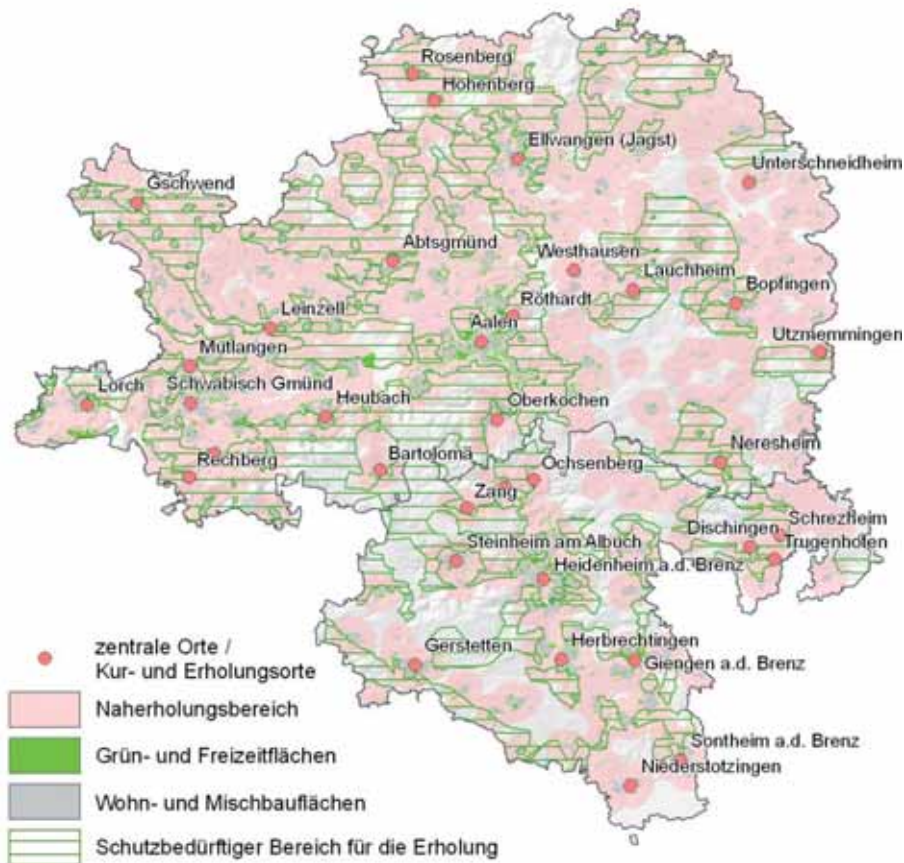 Rosenberg
Hohenberg
Ellwangen (Jagst)
Unterschneidheim
Gschwend
Abtsgmünd
Westhausen
Lauchheim
Bopfingen
Röthardt
Leinzell
Aalen
Utzmemmingen
Mutlangen
Lorch
Schwäbisch Gmünd
Heubach
Oberkochen
Rechberg
Bartolomä
Ochsenberg
Neresheim
Zang
Dischingen
Schrezheim
Trugenhofen
Steinheim am Albuch
Heidenheim a.d. Brenz
Gerstetten
Herbrechtingen
Giengen a.d. Brenz
Sontheim a.d. Brenz
Niederstotzingen
zentrale Orte /
Kur- und Erholungsorte
Naherholungsbereich
Grün- und Freizeitflächen
Wohn- und Mischbauflächen
Schutzbedürftiger Bereich für die Erholung